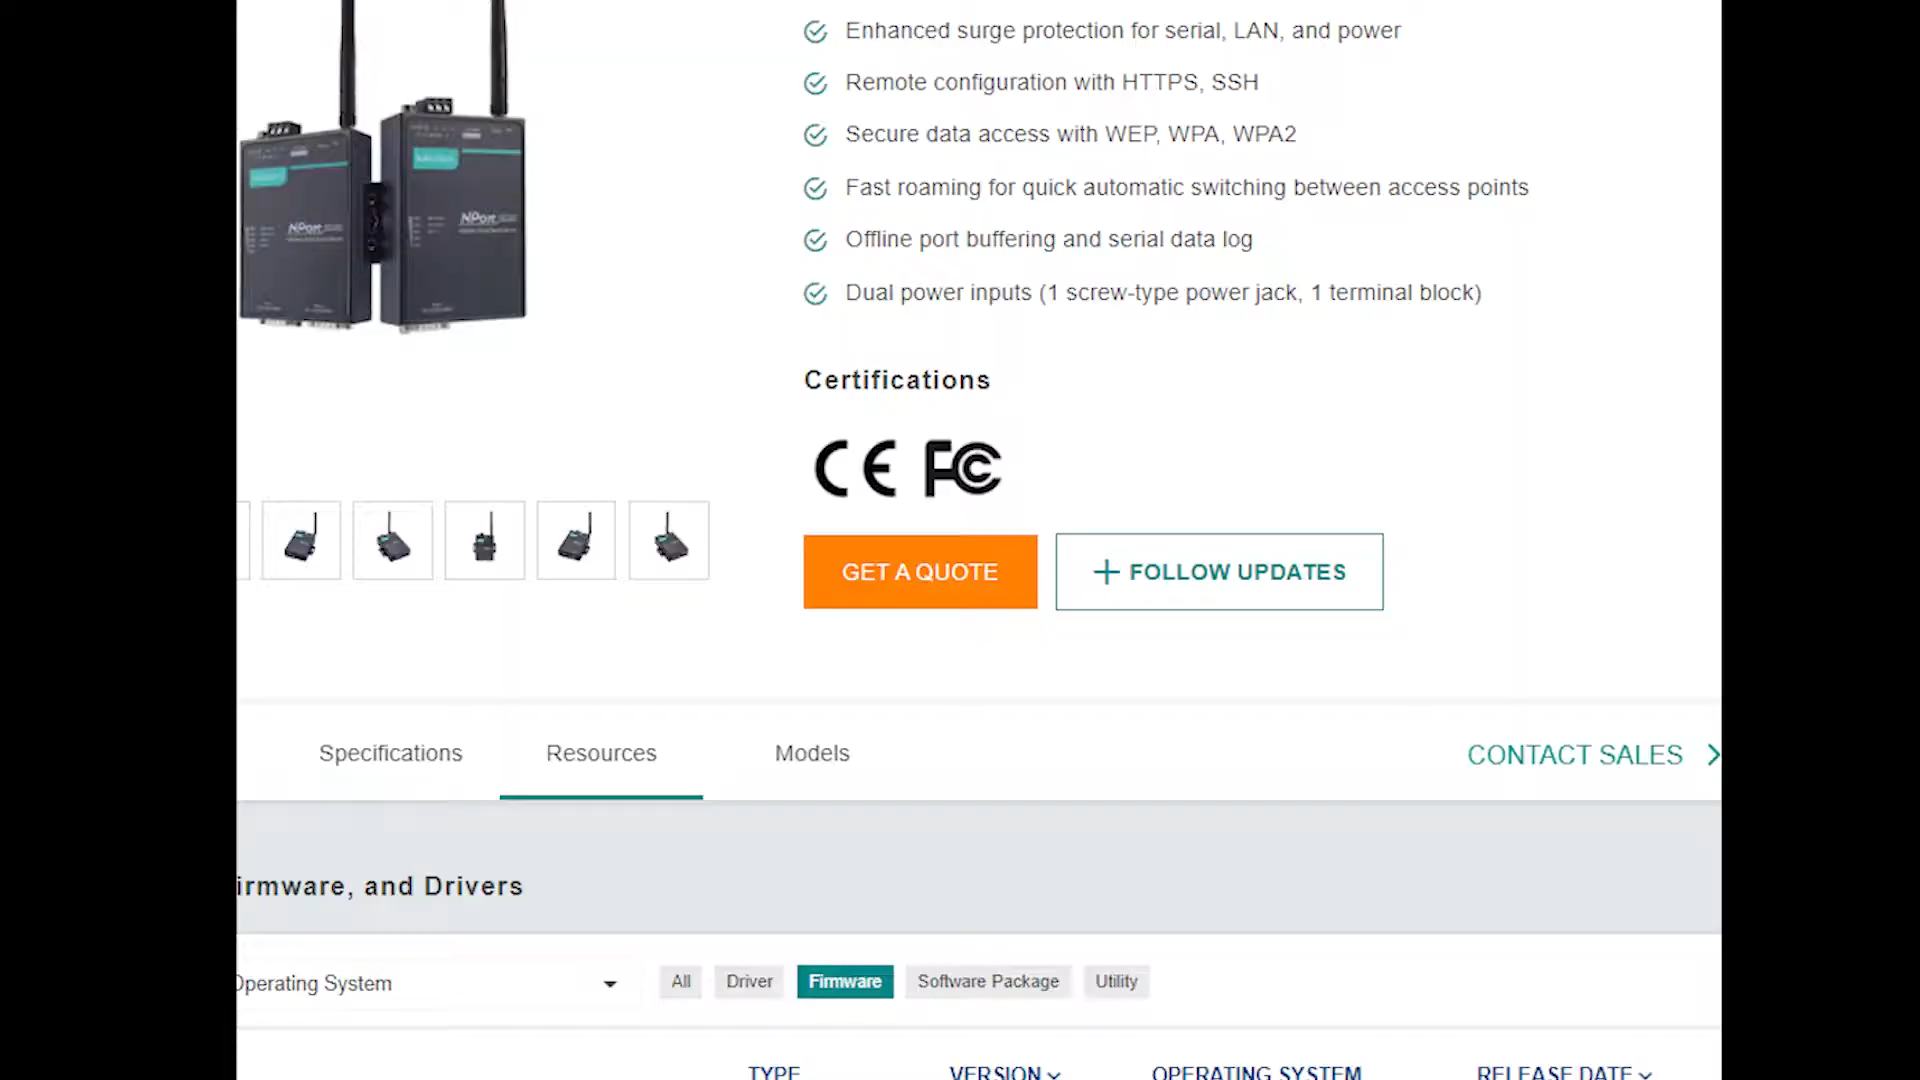 Enhanced surge protection for serial, LAN, and power
Remote configuration with HTTPS, SSH
Secure data access with WEP, WPA, WPA2
Fast roaming for quick automatic switching between access points
Offline port buffering and serial data log
Dual power inputs (1 screw-type power jack, 1 terminal block)
NPort
NPort
Certifications
CE FC
GET A QUOTE
FOLLOW UPDATES
Specifications
Resources
Models
CONTACT SALES
irmware, and Drivers
Operating System
All
Driver
Firmware
Software Package
Utility
TYPE
VERSION
OPERATING SYSTEM
RELEASE DATE